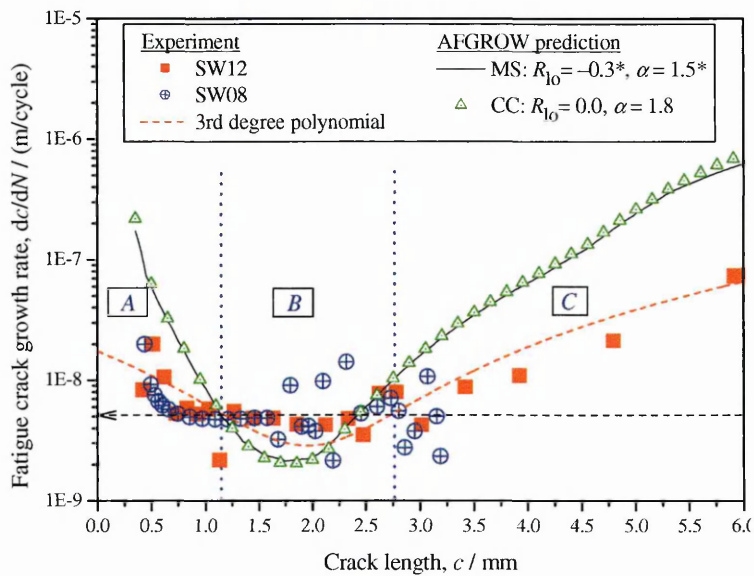 Fatigue crack growth rate, dc/dN / (m/cycle)
1E-5
1E-6
1E-7
1E-8
1E-9
Experiment
SW12
SW08
3rd degree polynomial
AFGROW prediction
MS: Rlo= –0.3*, α = 1.5*
CC: Rlo= 0.0, α = 1.8
A
B
C
0.0 0.5 1.0 1.5 2.0 2.5 3.0 3.5 4.0 4.5 5.0 5.5 6.0
Crack length, c / mm